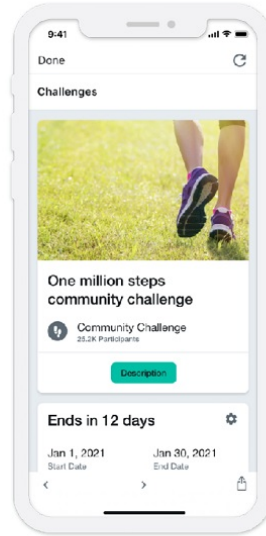 9:41
Done
Challenges
One million steps
community challenge
Community Challenge
25.2K Participants
Description
Ends in 12 days
Jan 1, 2021 Jan 30, 2021
Start Date End Date